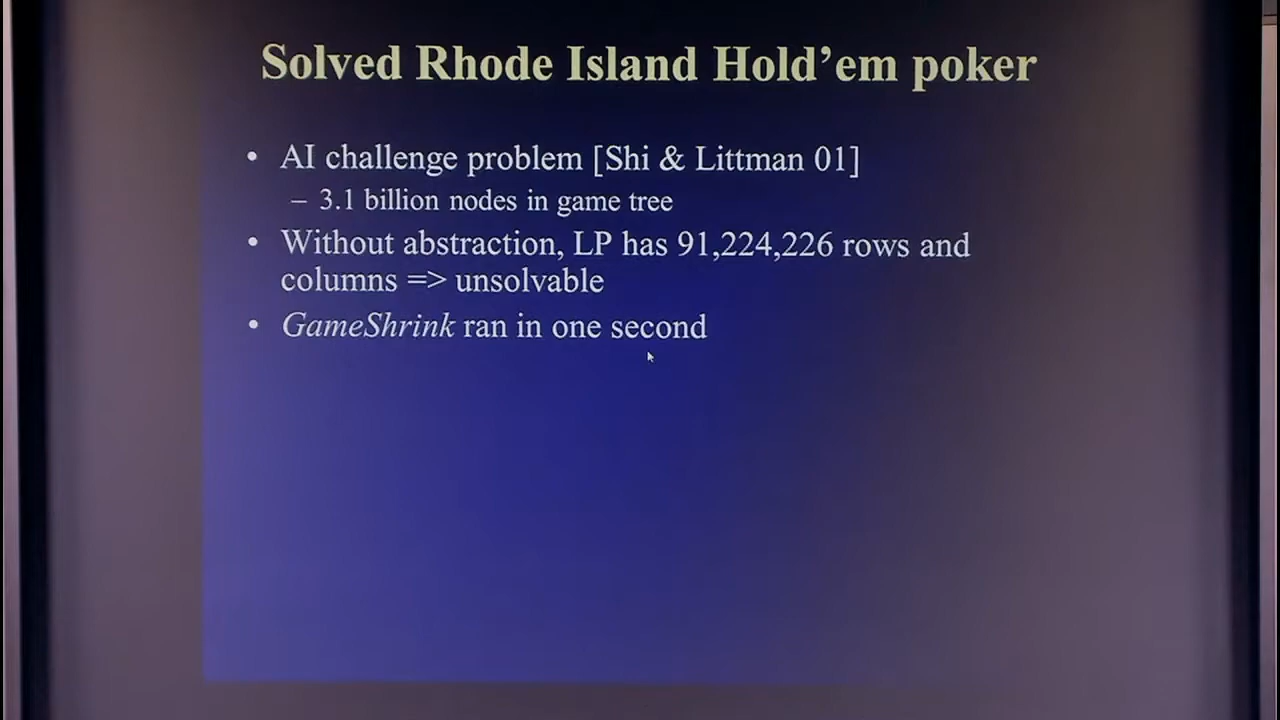 Solved Rhode Island Hold’em poker
• AI challenge problem [Shi & Littman 01]
– 3.1 billion nodes in game tree
• Without abstraction, LP has 91,224,226 rows and
columns => unsolvable
• GameShrink ran in one second